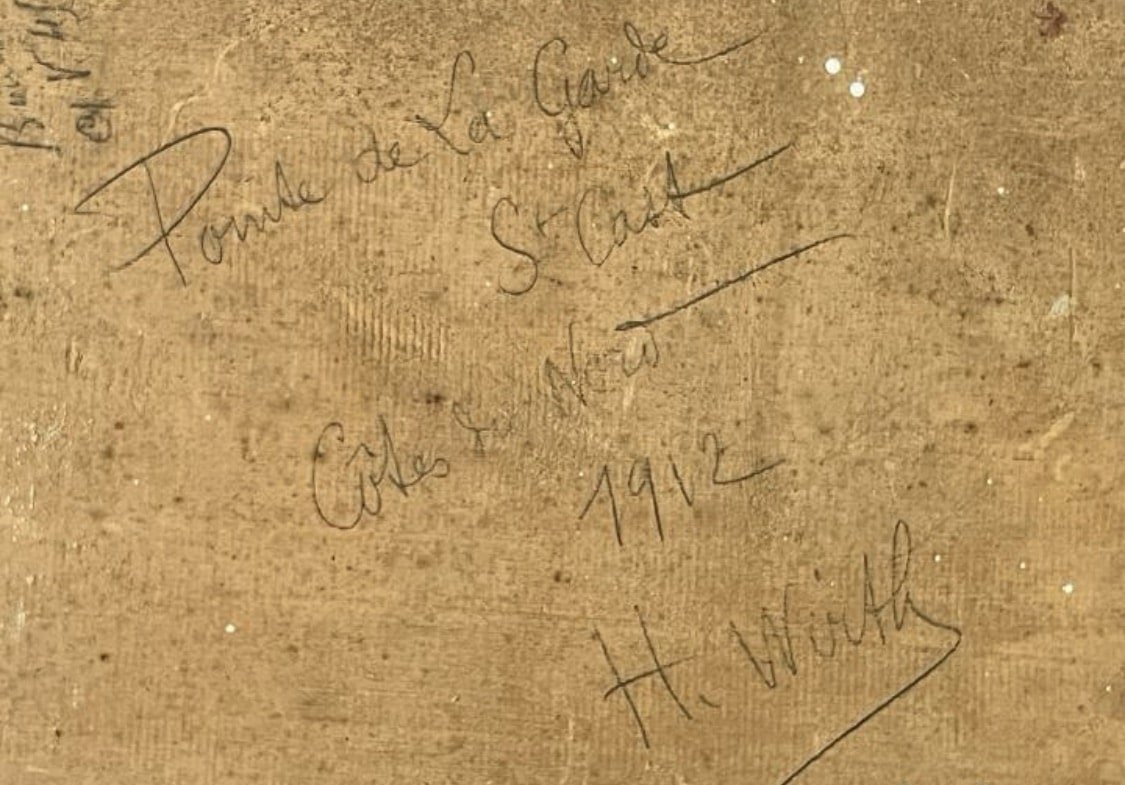 Pointe de La Garde
St Cast
Côtes du Nord
1912
H. Wirth